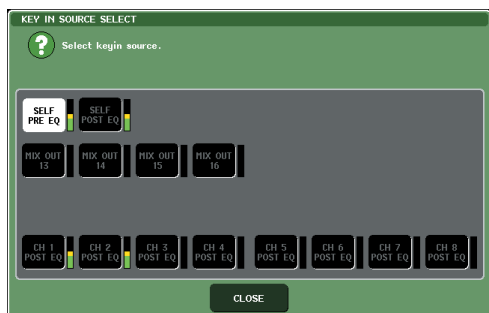 KEY IN SOURCE SELECT
Select keyin source.
SELF PRE EQ
SELF POST EQ
MIX OUT 13
MIX OUT 14
MIX OUT 15
MIX OUT 16
CH 1 POST EQ
CH 2 POST EQ
CH 3 POST EQ
CH 4 POST EQ
CH 5 POST EQ
CH 6 POST EQ
CH 7 POST EQ
CH 8 POST EQ
CLOSE